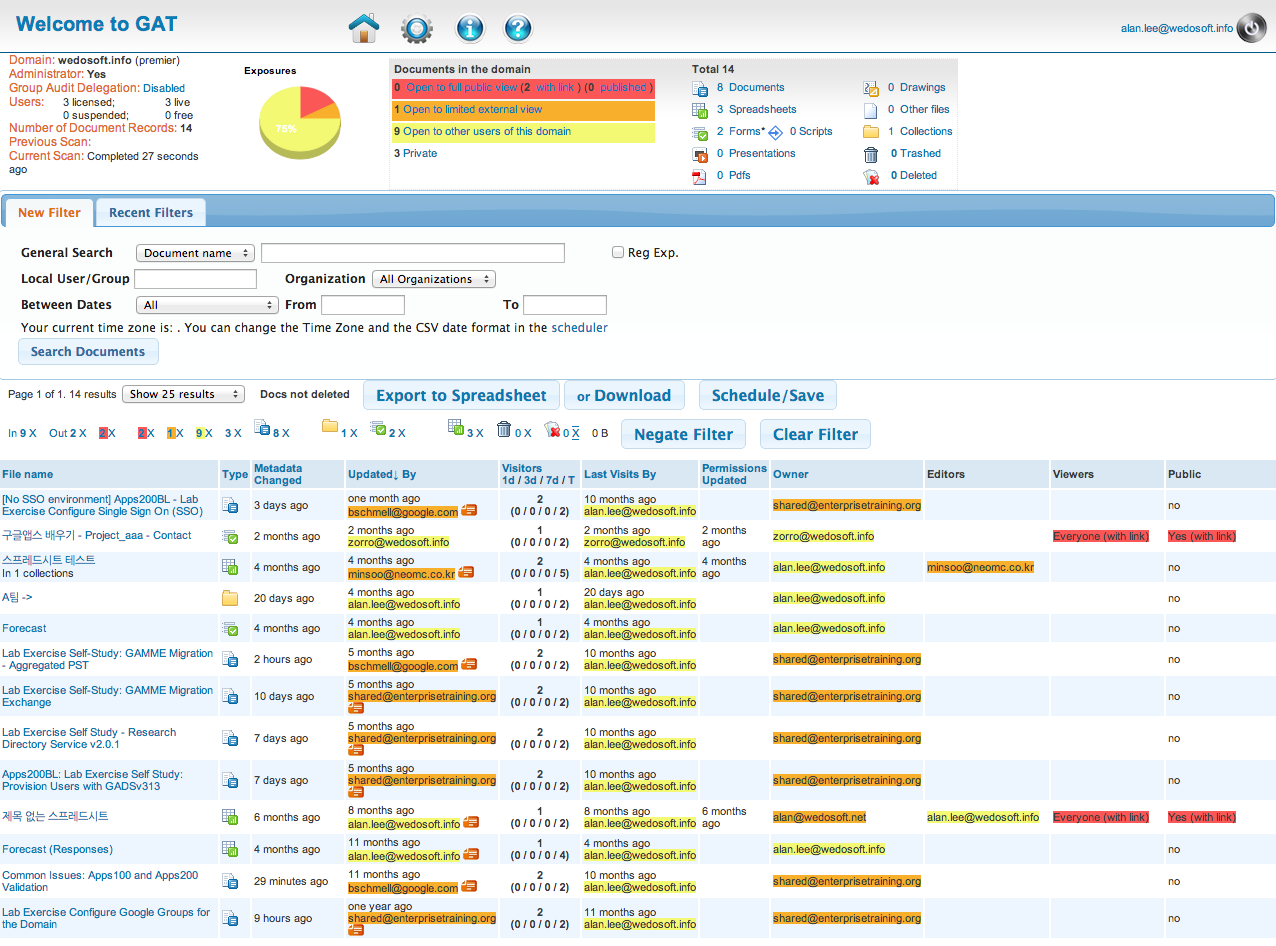 Welcome to GAT
alan.lee@wedosoft.info
Domain: wedosoft.info (premier)
Administrator: Yes
Group Audit Delegation: Disabled
Users: 3 licensed; 3 live
0 suspended; 0 free
Number of Document Records: 14
Previous Scan:
Current Scan: Completed 27 seconds
ago
Exposures
75%
Documents in the domain
0 Open to full public view (2 with link ) (0 published )
1 Open to limited external view
9 Open to other users of this domain
3 Private
Total 14
8 Documents 0 Drawings
3 Spreadsheets 0 Other files
2 Forms* 0 Scripts 1 Collections
0 Presentations 0 Trashed
0 Pdfs 0 Deleted
New Filter Recent Filters
General Search Document name Reg Exp.
Local User/Group Organization All Organizations
Between Dates All From To
Your current time zone is: . You can change the Time Zone and the CSV date format in the scheduler
Search Documents
Page 1 of 1. 14 results Show 25 results Docs not deleted Export to Spreadsheet or Download Schedule/Save
In 9 X Out 2 X 2 X 2 X 1 X 9 X 3 X 8 X 1 X 2 X 3 X 0 X 0 X 0 B Negate Filter Clear Filter
File name Type Metadata Changed Updated↓ By Visitors 1d / 3d / 7d / T Last Visits By Permissions Updated Owner Editors Viewers Public
[No SSO environment] Apps200BL - Lab one month ago 2 10 months ago
Exercise Configure Single Sign On (SSO) 3 days ago bschmell@google.com (0 / 0 / 0 / 2) alan.lee@wedosoft.info shared@enterprisetraining.org no
구글앱스 배우기 - Project_aaa - Contact 2 months ago 2 months ago zorro@wedosoft.info 1 (0 / 0 / 0 / 2) 2 months ago zorro@wedosoft.info 2 months ago zorro@wedosoft.info Everyone (with link) Yes (with link)
스프레드시트 테스트 4 months ago 2 4 months ago 4 months
In 1 collections 4 months ago minsoo@neomc.co.kr (0 / 0 / 0 / 5) alan.lee@wedosoft.info ago alan.lee@wedosoft.info minsoo@neomc.co.kr no
A팀 -> 20 days ago 4 months ago alan.lee@wedosoft.info 1 (0 / 0 / 0 / 2) 20 days ago alan.lee@wedosoft.info alan.lee@wedosoft.info no
Forecast 4 months ago 4 months ago alan.lee@wedosoft.info 1 (0 / 0 / 0 / 2) 4 months ago alan.lee@wedosoft.info alan.lee@wedosoft.info no
Lab Exercise Self-Study: GAMME Migration 5 months ago 2 10 months ago
- Aggregated PST 2 hours ago bschmell@google.com (0 / 0 / 0 / 2) alan.lee@wedosoft.info shared@enterprisetraining.org no
Lab Exercise Self-Study: GAMME Migration 5 months ago 2 10 months ago
Exchange 10 days ago shared@enterprisetraining.org (0 / 0 / 0 / 2) alan.lee@wedosoft.info shared@enterprisetraining.org no
Lab Exercise Self Study - Research 5 months ago 2 10 months ago
Directory Service v2.0.1 7 days ago shared@enterprisetraining.org (0 / 0 / 0 / 2) alan.lee@wedosoft.info shared@enterprisetraining.org no
Apps200BL: Lab Exercise Self Study: 5 months ago 2 10 months ago
Provision Users with GADSv313 7 days ago shared@enterprisetraining.org (0 / 0 / 0 / 2) alan.lee@wedosoft.info shared@enterprisetraining.org no
제목 없는 스프레드시트 6 months ago 8 months ago alan.lee@wedosoft.info 1 (0 / 0 / 0 / 2) 8 months ago alan.lee@wedosoft.info 6 months ago alan@wedosoft.net alan.lee@wedosoft.info Everyone (with link) Yes (with link)
Forecast (Responses) 4 months ago 11 months ago alan.lee@wedosoft.info 1 (0 / 0 / 0 / 4) 4 months ago alan.lee@wedosoft.info alan.lee@wedosoft.info no
Common Issues: Apps100 and Apps200 11 months ago 2 10 months ago
Validation 29 minutes ago bschmell@google.com (0 / 0 / 0 / 2) alan.lee@wedosoft.info shared@enterprisetraining.org no
Lab Exercise Configure Google Groups for one year ago 2 11 months ago
the Domain 9 hours ago shared@enterprisetraining.org (0 / 0 / 0 / 2) alan.lee@wedosoft.info shared@enterprisetraining.org no